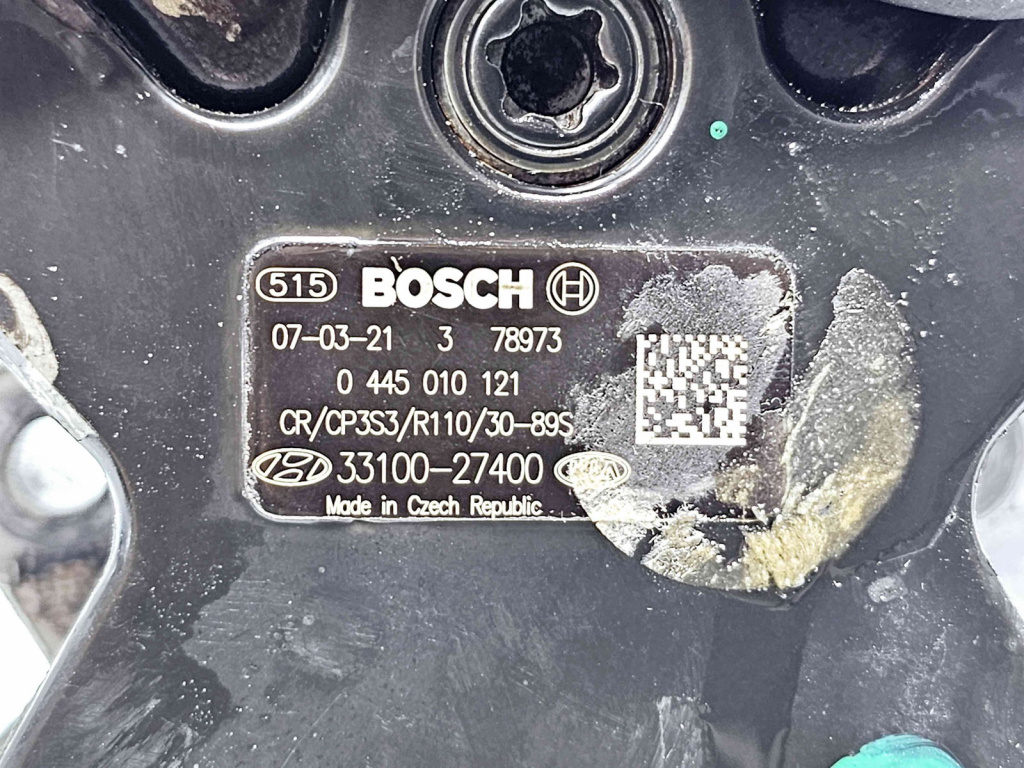 515 BOSCH
07-03-21 3 78973
0 445 010 121
CR/CP3S3/R110/30-89S
33100-27400 KIA
Made in Czech Republic